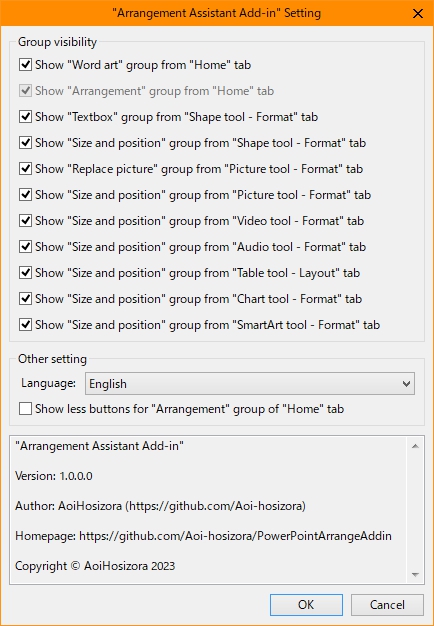 "Arrangement Assistant Add-in" Setting
Group visibility
Show "Word art" group from "Home" tab
Show "Arrangement" group from "Home" tab
Show "Textbox" group from "Shape tool - Format" tab
Show "Size and position" group from "Shape tool - Format" tab
Show "Replace picture" group from "Picture tool - Format" tab
Show "Size and position" group from "Picture tool - Format" tab
Show "Size and position" group from "Video tool - Format" tab
Show "Size and position" group from "Audio tool - Format" tab
Show "Size and position" group from "Table tool - Layout" tab
Show "Size and position" group from "Chart tool - Format" tab
Show "Size and position" group from "SmartArt tool - Format" tab
Other setting
Language: English
Show less buttons for "Arrangement" group of "Home" tab
"Arrangement Assistant Add-in"
Version: 1.0.0.0
Author: AoiHosizora (https://github.com/Aoi-hosizora)
Homepage: https://github.com/Aoi-hosizora/PowerPointArrangeAddin
Copyright © AoiHosizora 2023
OK Cancel